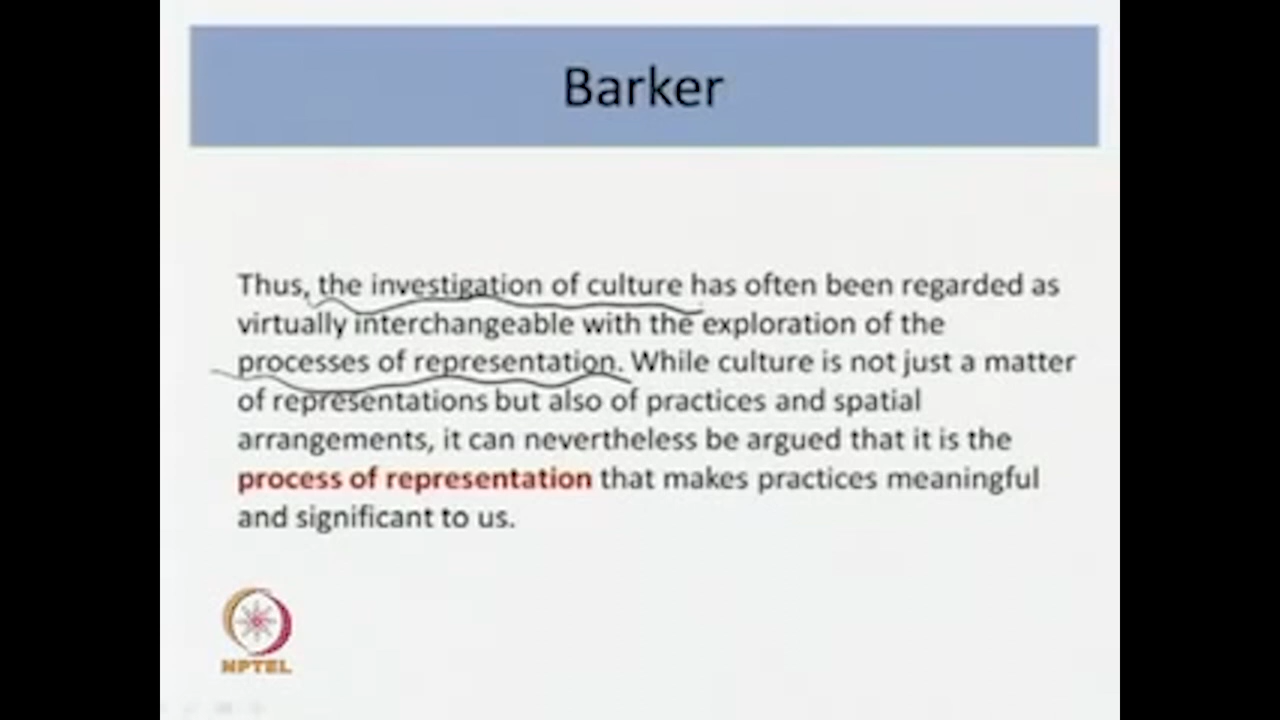 Barker
Thus, the investigation of culture has often been regarded as
virtually interchangeable with the exploration of the
processes of representation. While culture is not just a matter
of representations but also of practices and spatial
arrangements, it can nevertheless be argued that it is the
process of representation that makes practices meaningful
and significant to us.
NPTEL